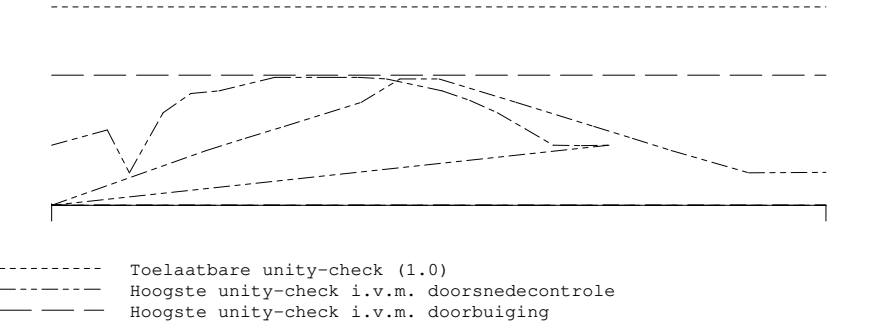 Toelaatbare unity-check (1.0)
Hoogste unity-check i.v.m. doorsnedecontrole
Hoogste unity-check i.v.m. doorbuiging